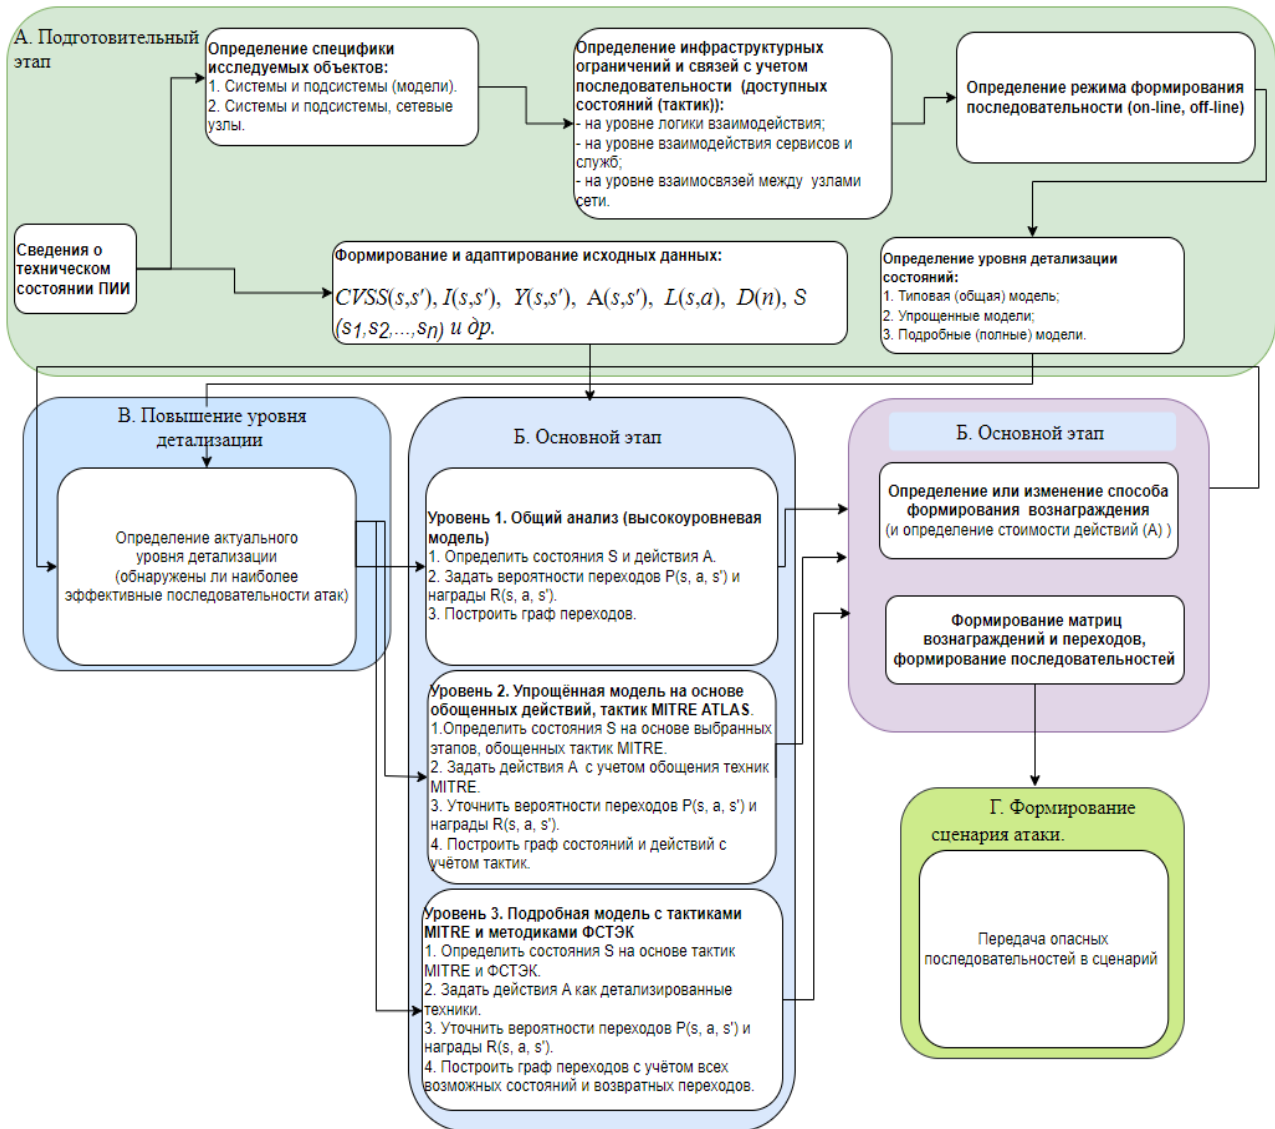 А. Подготовительный
этап
Определение специфики
исследуемых объектов:
1. Системы и подсистемы (модели).
2. Системы и подсистемы, сетевые
узлы.
Определение инфраструктурных
ограничений и связей с учетом
последовательности (доступных
состояний (тактик)):
- на уровне логики взаимодействия;
- на уровне взаимодействия сервисов и
служб;
- на уровне взаимосвязей между узлами
сети.
Определение режима формирования
последовательности (on-line, off-line)
Сведения о
техническом
состоянии ПИИ
Формирование и адаптирование исходных данных:
CVSS(s,s'), I(s,s'), Y(s,s'), A(s,s'), L(s,a), D(n), S
(s1,s2,...,sn) и др.
Определение уровня детализации
состояний:
1. Типовая (общая) модель;
2. Упрощенные модели;
3. Подробные (полные) модели.
В. Повышение уровня
детализации
Определение актуального
уровня детализации
(обнаружены ли наиболее
эффективные последовательности атак)
Б. Основной этап
Уровень 1. Общий анализ (высокоуровневая
модель)
1. Определить состояния S и действия A.
2. Задать вероятности переходов P(s, a, s') и
награды R(s, a, s').
3. Построить граф переходов.
Уровень 2. Упрощённая модель на основе
обощенных действий, тактик MITRE ATLAS.
1.Определить состояния S на основе выбранных
этапов, обощенных тактик MITRE.
2. Задать действия A с учетом обощения техник
MITRE.
3. Уточнить вероятности переходов P(s, a, s') и
награды R(s, a, s').
4. Построить граф состояний и действий с
учётом тактик.
Уровень 3. Подробная модель с тактиками
MITRE и методиками ФСТЭК
1. Определить состояния S на основе тактик
MITRE и ФСТЭК.
2. Задать действия A как детализированные
техники.
3. Уточнить вероятности переходов P(s, a, s') и
награды R(s, a, s').
4. Построить граф переходов с учётом всех
возможных состояний и возвратных переходов.
Б. Основной этап
Определение или изменение способа
формирования вознаграждения
(и определение стоимости действий (A) )
Формирование матриц
вознаграждений и переходов,
формирование последовательностей
Г. Формирование
сценария атаки.
Передача опасных
последовательностей в сценарий